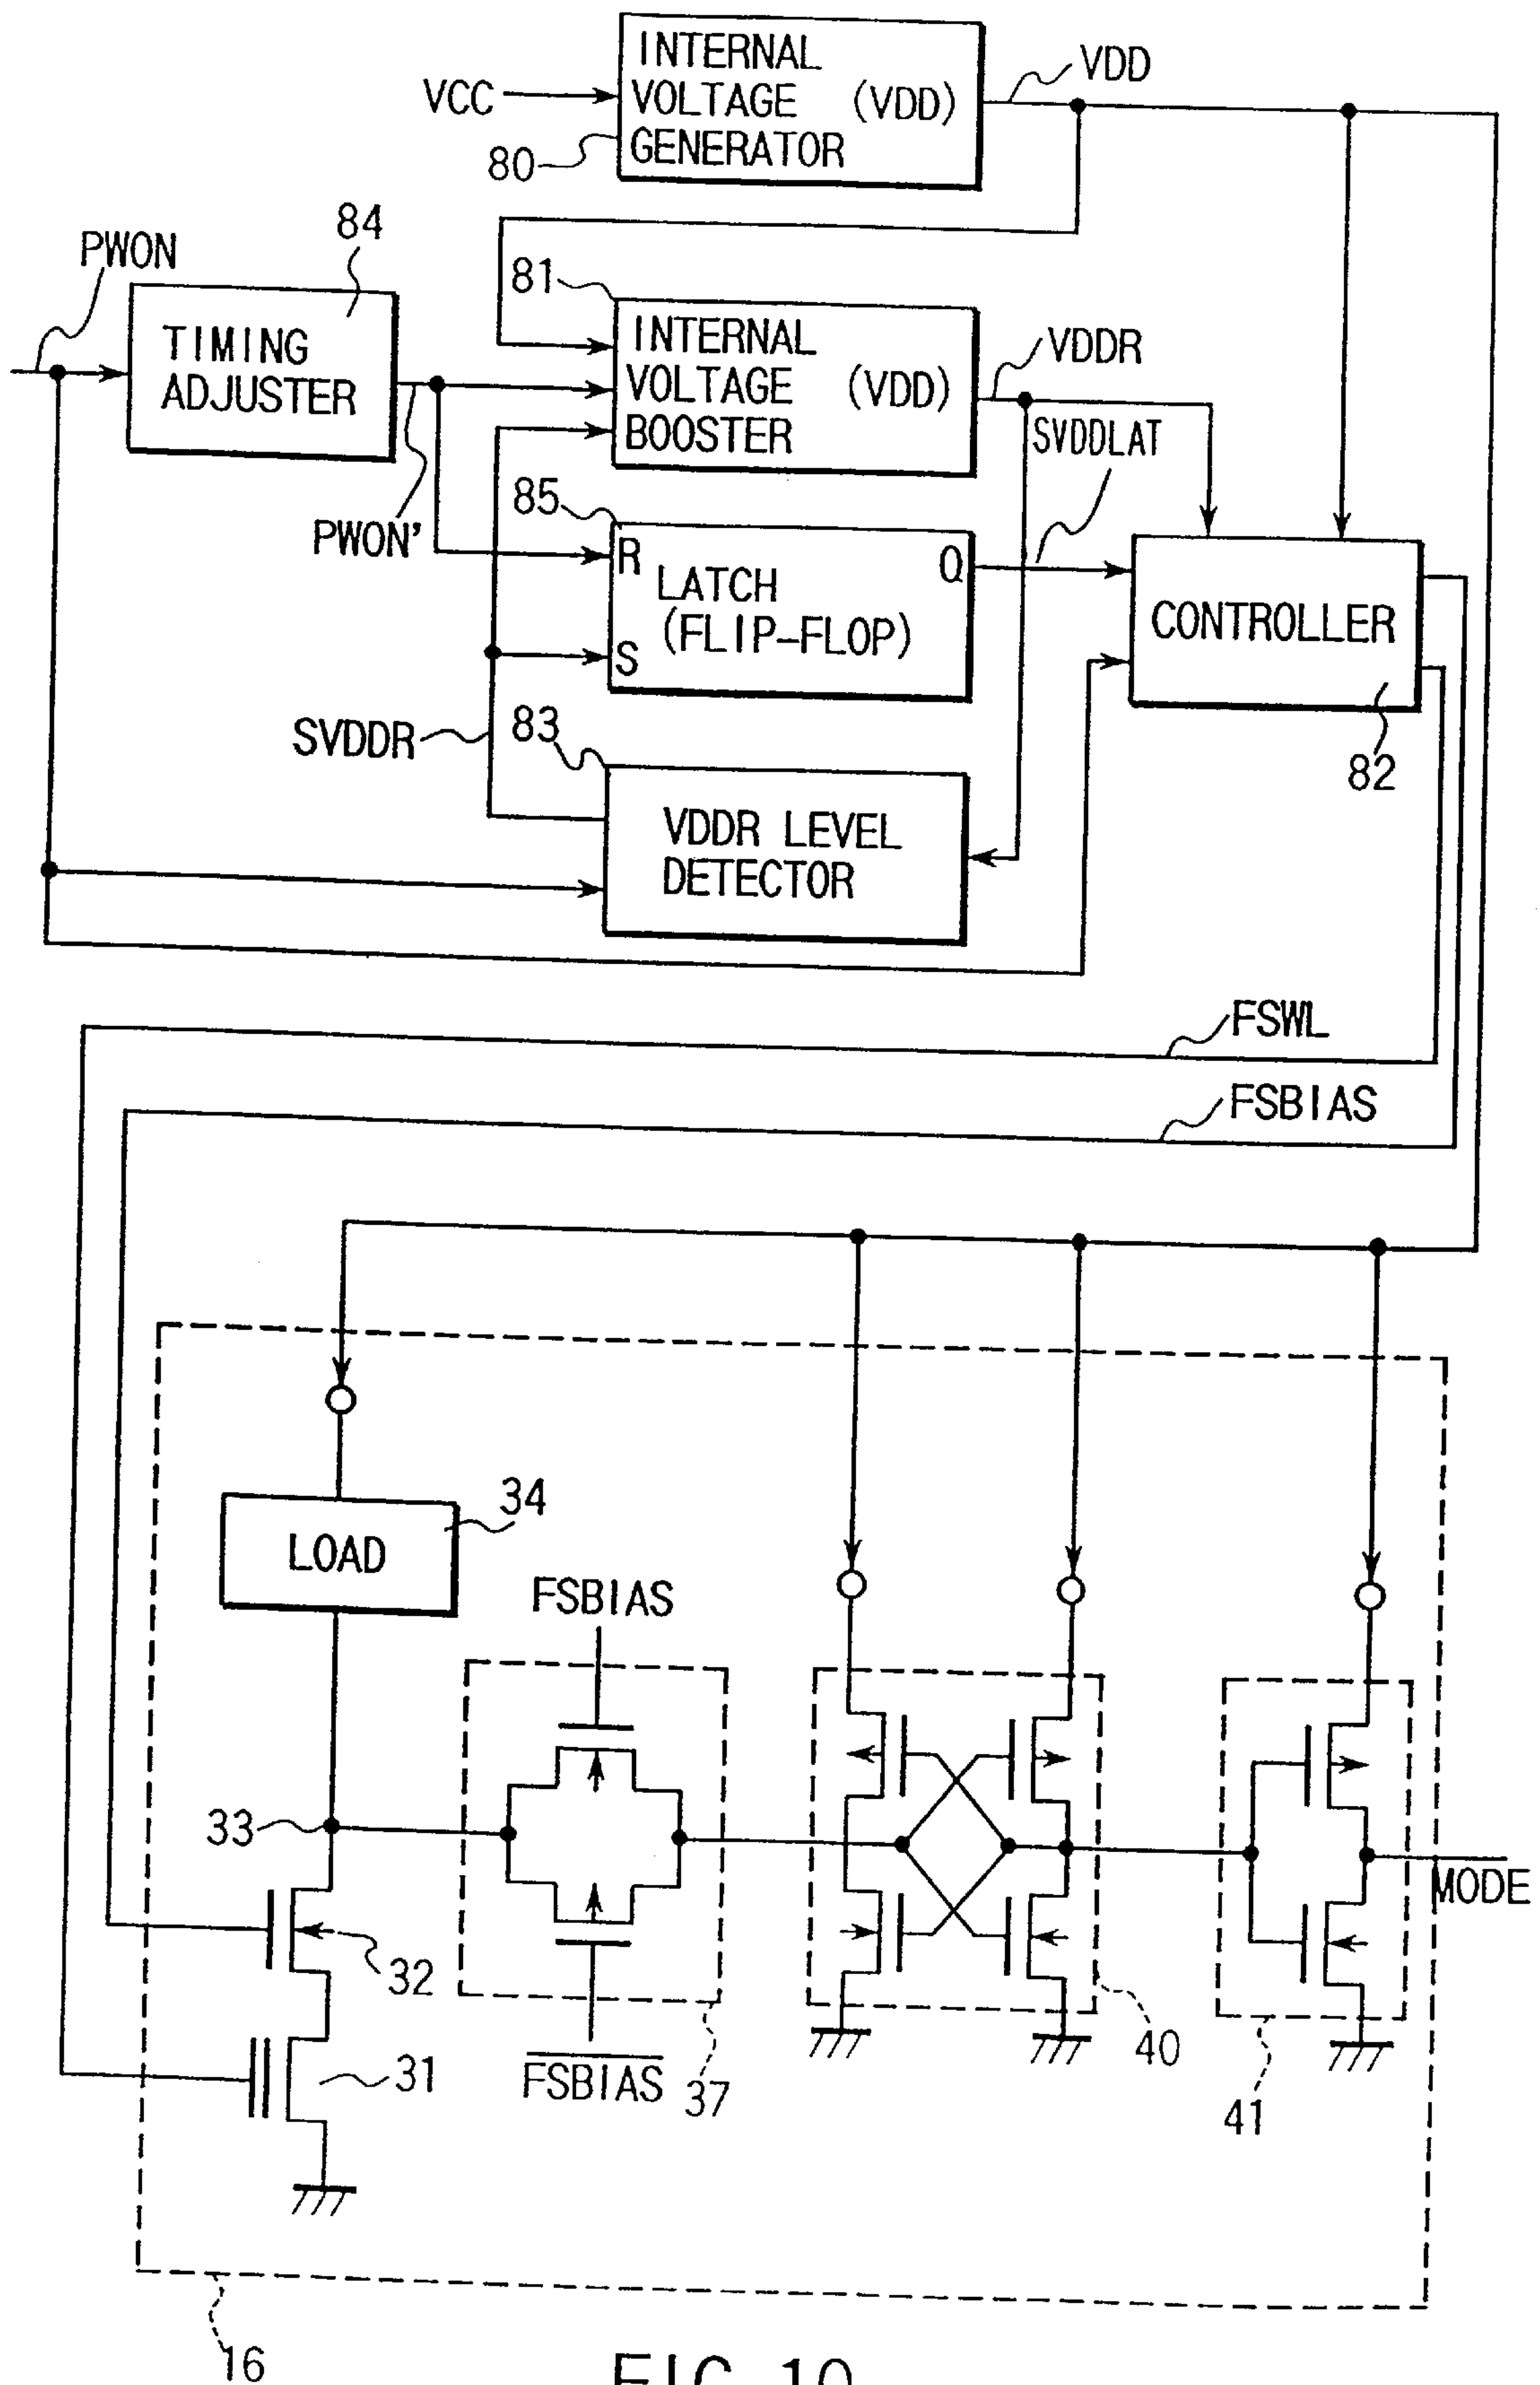 INTERNAL
VOLTAGE (VDD)
GENERATOR
VCC
80
VDD
PWON
84
TIMING
ADJUSTER
PWON'
81
INTERNAL
VOLTAGE (VDD)
BOOSTER
VDDR
SVDDLAT
85
R
Q
LATCH
(FLIP-FLOP)
S
CONTROLLER
82
SVDDR
83
VDDR LEVEL
DETECTOR
FSWL
FSBIAS
LOAD
34
FSBIAS
33
32
31
FSBIAS
37
40
41
MODE
16
FIG. 10